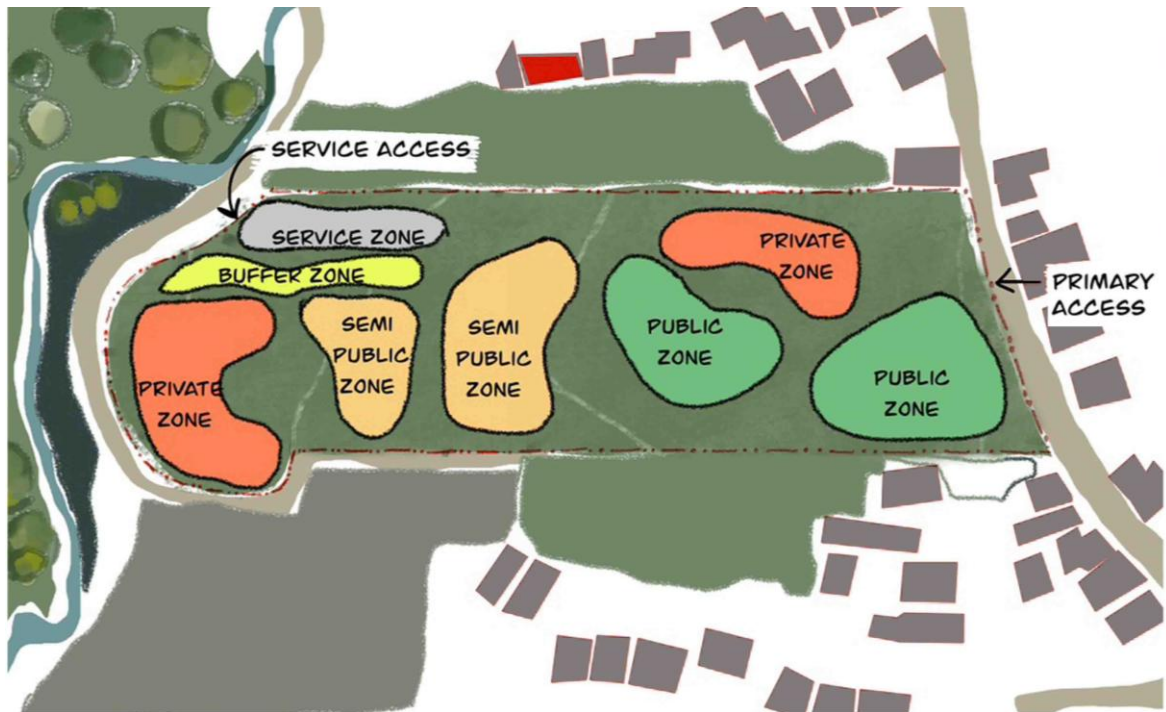 SERVICE ACCESS
SERVICE ZONE
BUFFER ZONE
PRIVATE
ZONE
SEMI
PUBLIC
ZONE
SEMI
PUBLIC
ZONE
PUBLIC
ZONE
PRIVATE
ZONE
PUBLIC
ZONE
PRIMARY
ACCESS